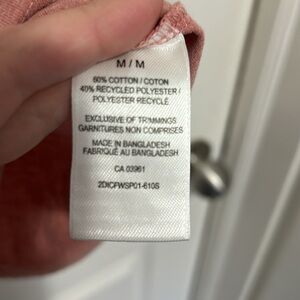 M / M
60% COTTON / COTON
40% RECYCLED POLYESTER /
POLYESTER RECYCLÉ
EXCLUSIVE OF TRIMMINGS
GARNITURES NON COMPRISES
MADE IN BANGLADESH
FABRIQUÉ AU BANGLADESH
CA 03961
2DICFWSP01-610S